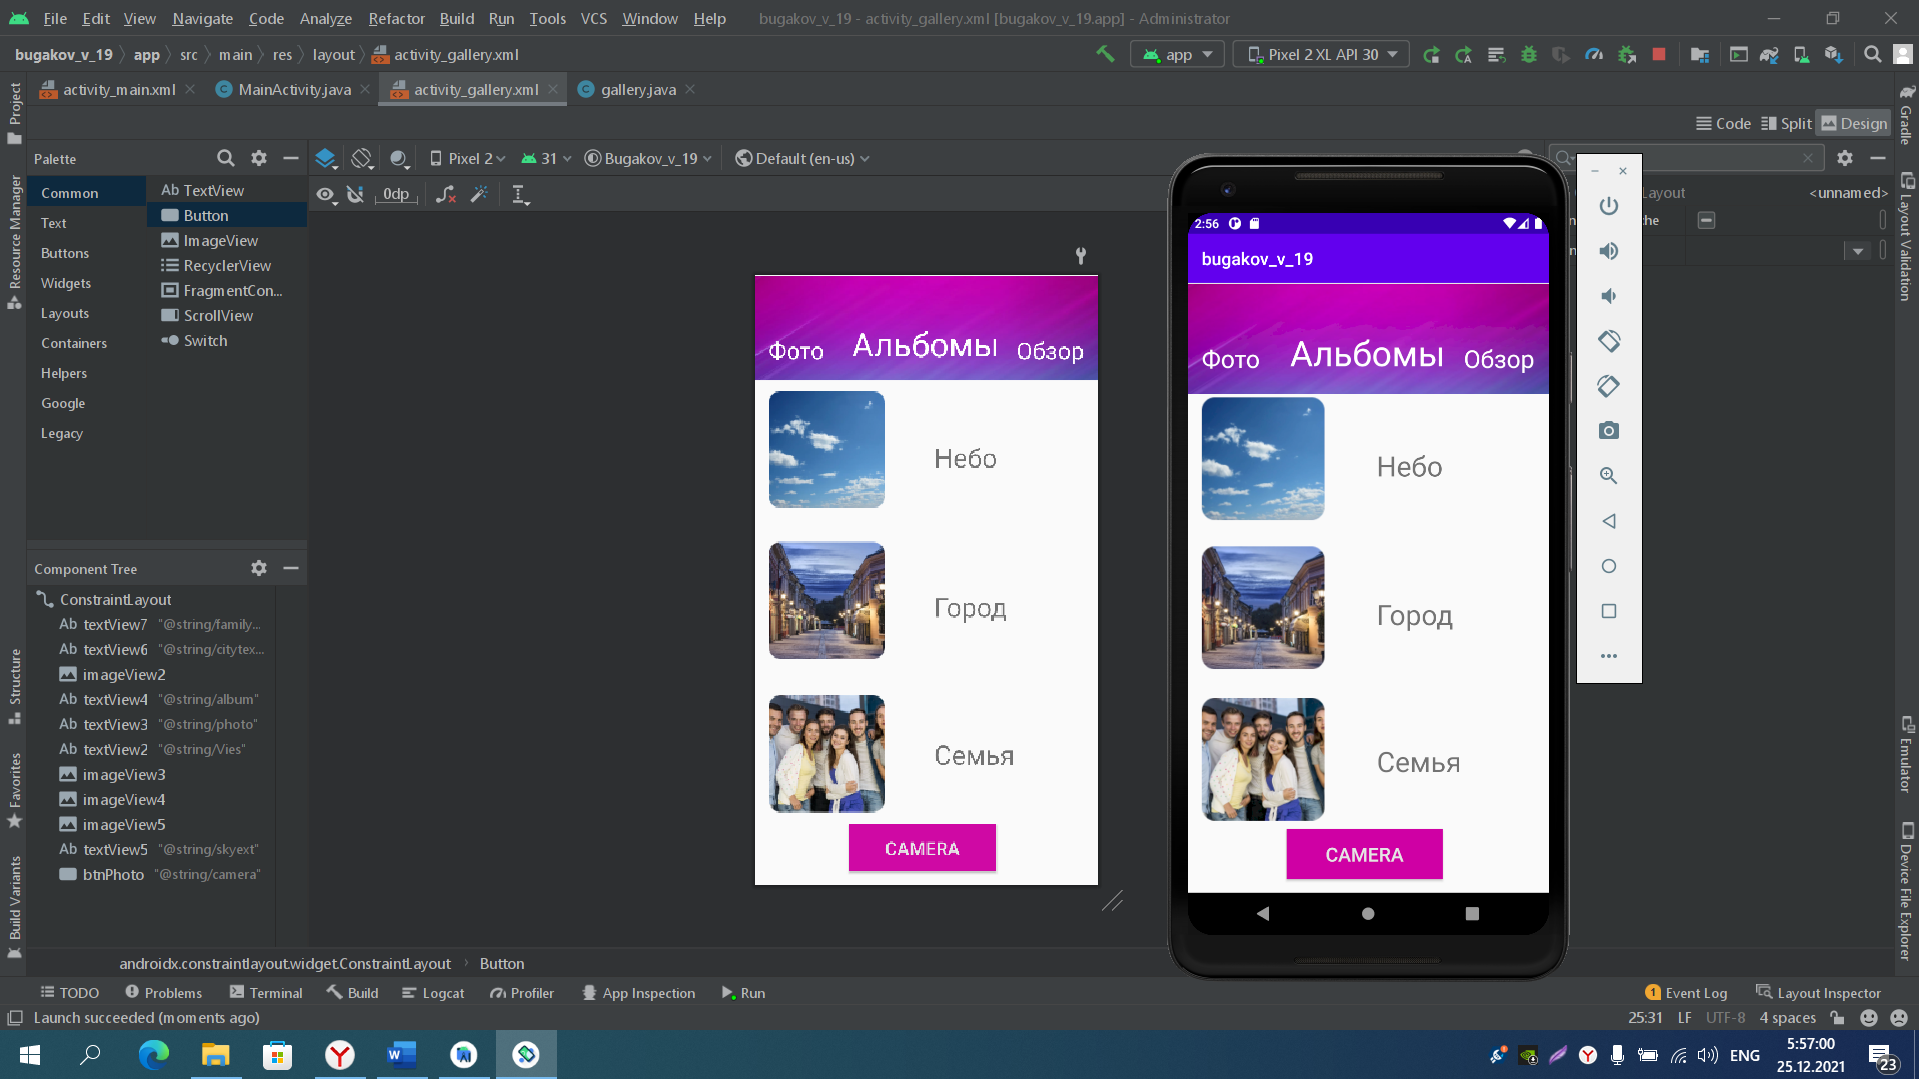 File Edit View Navigate Code Analyze Refactor Build Run Tools VCS Window Help bugakov_v_19 - activity_gallery.xml [bugakov_v_19.app] - Administrator
bugakov_v_19 app src main res layout activity_gallery.xml app Pixel 2 XL API 30
activity_main.xml MainActivity.java activity_gallery.xml gallery.java
Code Split Design
Palette Pixel 2 31 Bugakov_v_19 Default (en-us)
0dp
Common
Text
Buttons
Widgets
Layouts
Containers
Helpers
Google
Legacy
Ab TextView
Button
ImageView
RecyclerView
FragmentCon...
ScrollView
Switch
Component Tree
ConstraintLayout
Ab textView7 "@string/family...
Ab textView6 "@string/citytex...
imageView2
Ab textView4 "@string/album"
Ab textView3 "@string/photo"
Ab textView2 "@string/Vies"
imageView3
imageView4
imageView5
Ab textView5 "@string/skyext"
btnPhoto "@string/camera"
Фото Альбомы Обзор
Небо
Город
Семья
CAMERA
2:56
bugakov_v_19
Фото Альбомы Обзор
Небо
Город
Семья
CAMERA
Layout <unnamed>
he
Project
Resource Manager
Structure
Favorites
Build Variants
Gradle
Layout Validation
Emulator
Device File Explorer
androidx.constraintlayout.widget.ConstraintLayout Button
TODO Problems Terminal Build Logcat Profiler App Inspection Run 1 Event Log Layout Inspector
Launch succeeded (moments ago) 25:31 LF UTF-8 4 spaces
ENG 5:57:00
25.12.2021
23